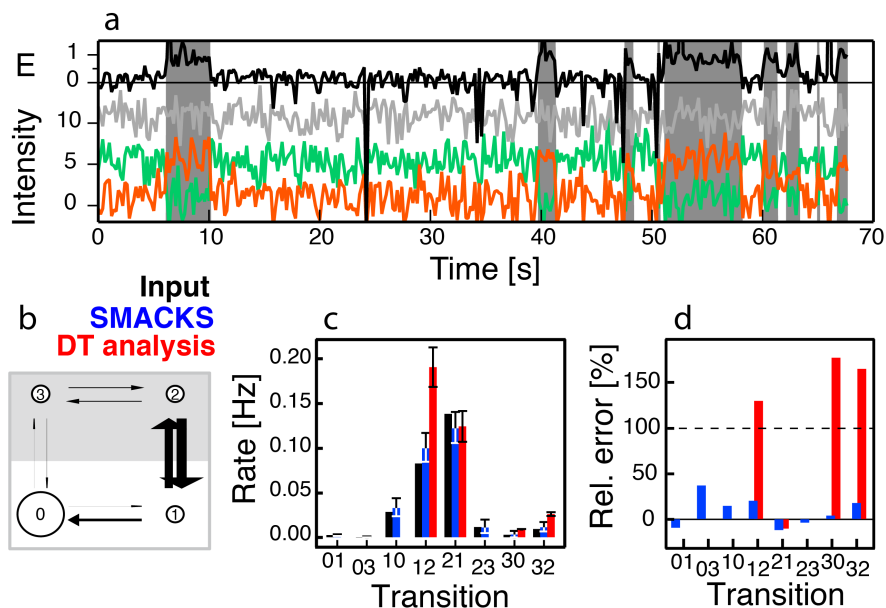 a
E
1
0
Intensity
10
5
0
0 10 20 30 40 50 60 70
Time [s]
b
Input
SMACKS
DT analysis
3
2
0
1
c
Rate [Hz]
0.20
0.15
0.10
0.05
0.00
01 03 10 12 21 23 30 32
Transition
d
Rel. error [%]
150
100
50
0
01 03 10 12 21 23 30 32
Transition